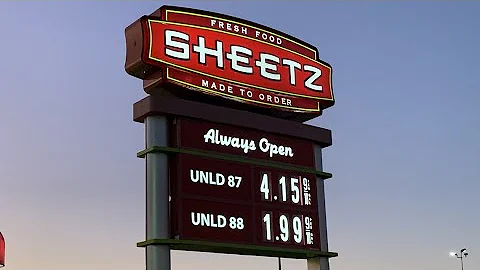 FRESH FOOD
SHEETZ
MADE TO ORDER
Always Open
UNLD 87 4.15
UNLD 88 1.99